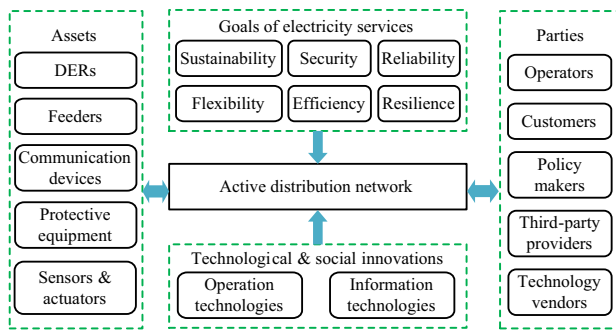 Assets
DERs
Feeders
Communication
devices
Protective
equipment
Sensors &
actuators
Goals of electricity services
Sustainability
Security
Reliability
Flexibility
Efficiency
Resilience
Active distribution network
Technological & social innovations
Operation
technologies
Information
technologies
Parties
Operators
Customers
Policy
makers
Third-party
providers
Technology
vendors